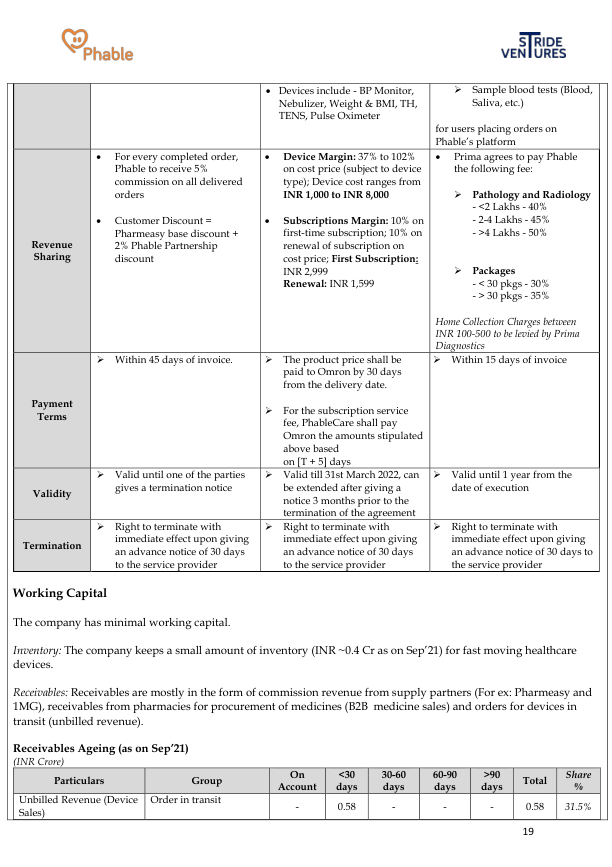 Phable
STRIDE
VENTURES
• Devices include - BP Monitor,
Nebulizer, Weight & BMI, TH,
TENS, Pulse Oximeter
➢ Sample blood tests (Blood,
Saliva, etc.)
for users placing orders on
Phable's platform
Revenue
Sharing
• For every completed order,
Phable to receive 5%
commission on all delivered
orders
• Customer Discount =
Pharmeasy base discount +
2% Phable Partnership
discount
• Device Margin: 37% to 102%
on cost price (subject to device
type); Device cost ranges from
INR 1,000 to INR 8,000
• Subscriptions Margin: 10% on
first-time subscription; 10% on
renewal of subscription on
cost price; First Subscription:
INR 2,999
Renewal: INR 1,599
• Prima agrees to pay Phable
the following fee:
➢ Pathology and Radiology
- <2 Lakhs - 40%
- 2-4 Lakhs - 45%
- >4 Lakhs - 50%
➢ Packages
- < 30 pkgs - 30%
- > 30 pkgs - 35%
Home Collection Charges between
INR 100-500 to be levied by Prima
Diagnostics
Payment
Terms
➢ Within 45 days of invoice.
➢ The product price shall be
paid to Omron by 30 days
from the delivery date.
➢ For the subscription service
fee, PhableCare shall pay
Omron the amounts stipulated
above based
on [T + 5] days
➢ Within 15 days of invoice
Validity
➢ Valid until one of the parties
gives a termination notice
➢ Valid till 31st March 2022, can
be extended after giving a
notice 3 months prior to the
termination of the agreement
➢ Valid until 1 year from the
date of execution
Termination
➢ Right to terminate with
immediate effect upon giving
an advance notice of 30 days
to the service provider
➢ Right to terminate with
immediate effect upon giving
an advance notice of 30 days
to the service provider
➢ Right to terminate with
immediate effect upon giving
an advance notice of 30 days to
the service provider
Working Capital
The company has minimal working capital.
Inventory: The company keeps a small amount of inventory (INR ~0.4 Cr as on Sep'21) for fast moving healthcare
devices.
Receivables: Receivables are mostly in the form of commission revenue from supply partners (For ex: Pharmeasy and
1MG), receivables from pharmacies for procurement of medicines (B2B medicine sales) and orders for devices in
transit (unbilled revenue).
Receivables Ageing (as on Sep'21)
(INR Crore)
Particulars Group On Account <30 days 30-60 days 60-90 days >90 days Total Share %
Unbilled Revenue (Device Sales) Order in transit - 0.58 - - - 0.58 31.5%
19